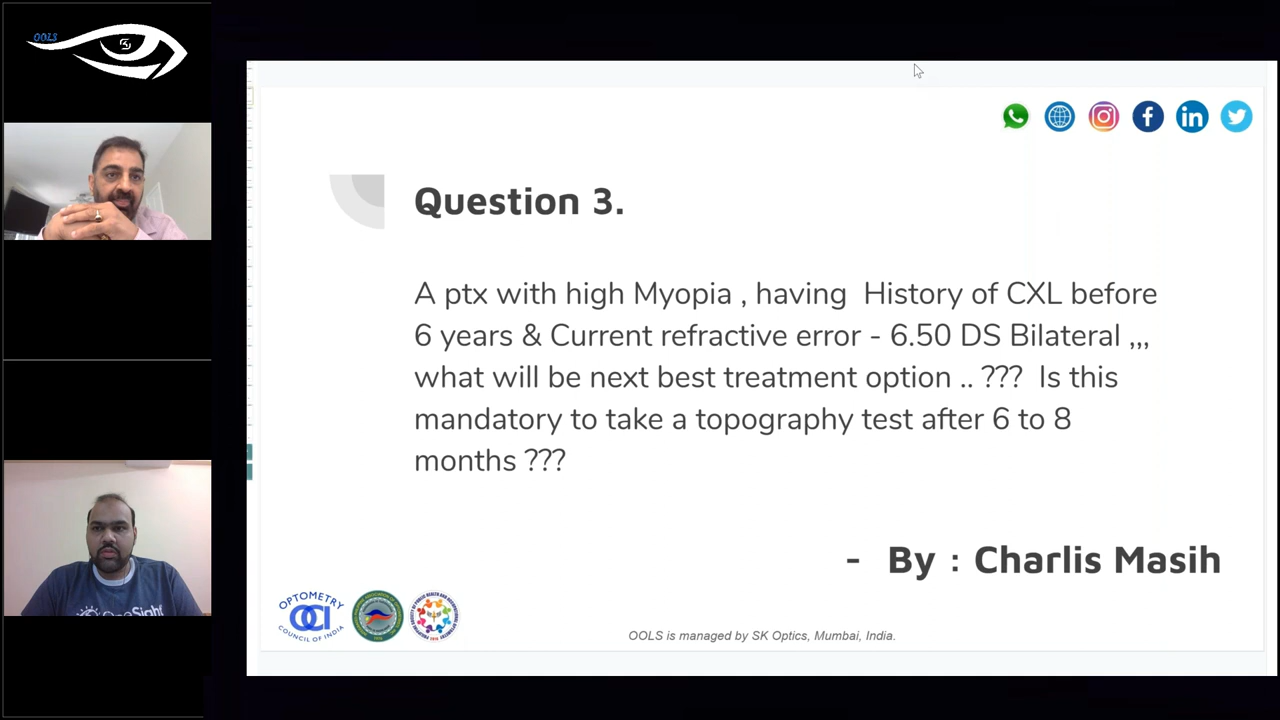 OOLS
Question 3.
A ptx with high Myopia , having History of CXL before
6 years & Current refractive error - 6.50 DS Bilateral ,,,
what will be next best treatment option .. ??? Is this
mandatory to take a topography test after 6 to 8
months ???
- By : Charlis Masih
OPTOMETRY
OCI
COUNCIL OF INDIA
OOLS is managed by SK Optics, Mumbai, India.
OneSight